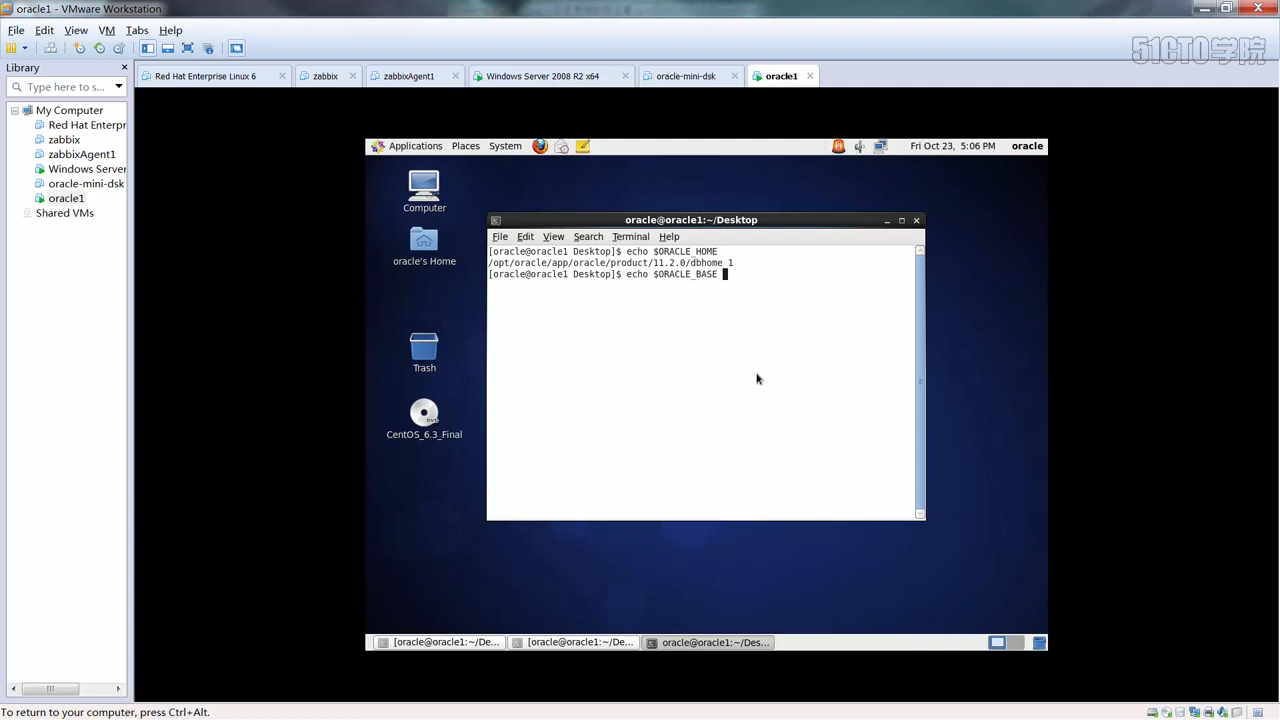 oracle1 - VMware Workstation
File Edit View VM Tabs Help
51CTO学院
Library
Type here to s...
My Computer
Red Hat Enterpr
zabbix
zabbixAgent1
Windows Server
oracle-mini-dsk
oracle1
Shared VMs
Red Hat Enterprise Linux 6
zabbix
zabbixAgent1
Windows Server 2008 R2 x64
oracle-mini-dsk
oracle1
Applications Places System
Fri Oct 23, 5:06 PM oracle
Computer
oracle's Home
Trash
DVD
CentOS_6.3_Final
oracle@oracle1:~/Desktop
File Edit View Search Terminal Help
[oracle@oracle1 Desktop]$ echo $ORACLE_HOME
/opt/oracle/app/oracle/product/11.2.0/dbhome_1
[oracle@oracle1 Desktop]$ echo $ORACLE_BASE
[oracle@oracle1:~/De...
[oracle@oracle1:~/De...
oracle@oracle1:~/Des...
To return to your computer, press Ctrl+Alt.